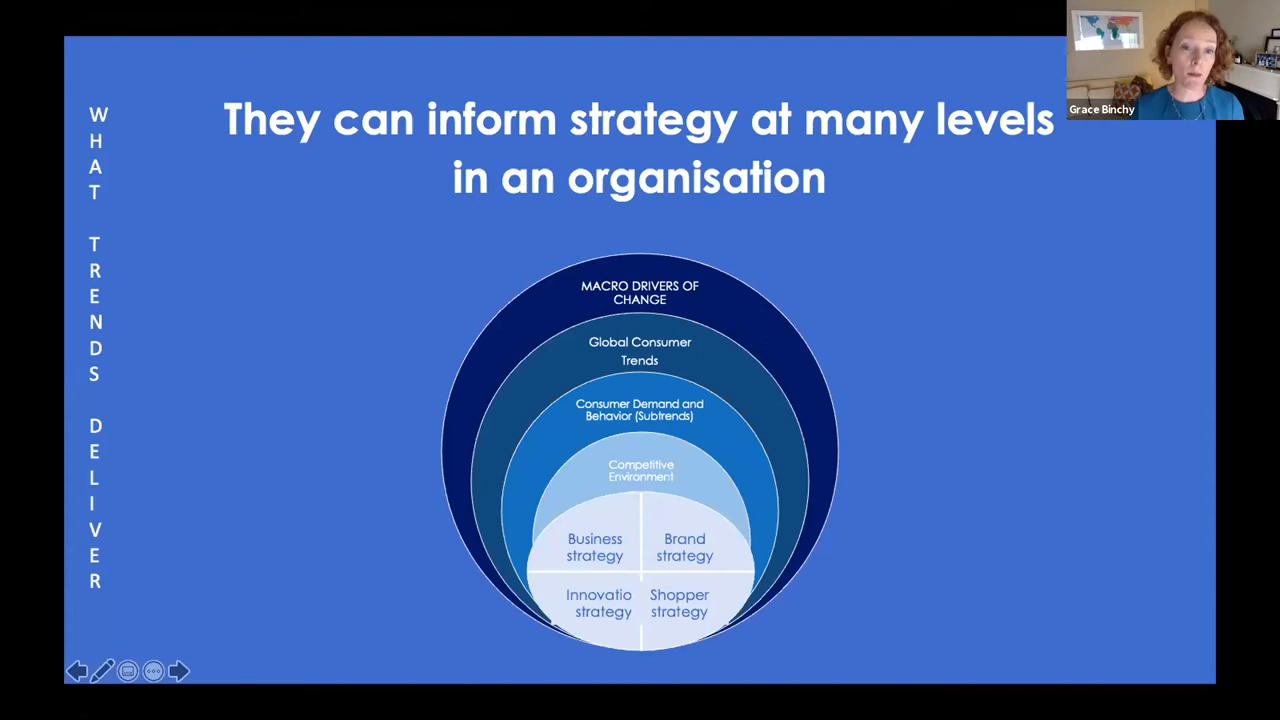 They can inform strategy at many levels
in an organisation
WHAT TRENDS DELIVER
MACRO DRIVERS OF
CHANGE
Global Consumer
Trends
Consumer Demand and
Behavior (Subtrends)
Competitive
Environment
Business
strategy
Brand
strategy
Innovatio
strategy
Shopper
strategy
Grace Binchy